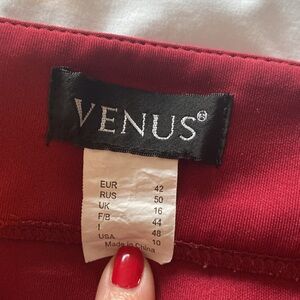 VENUS®
EUR 42
RUS 50
UK 16
F/B 44
I 48
USA 10
Made in China